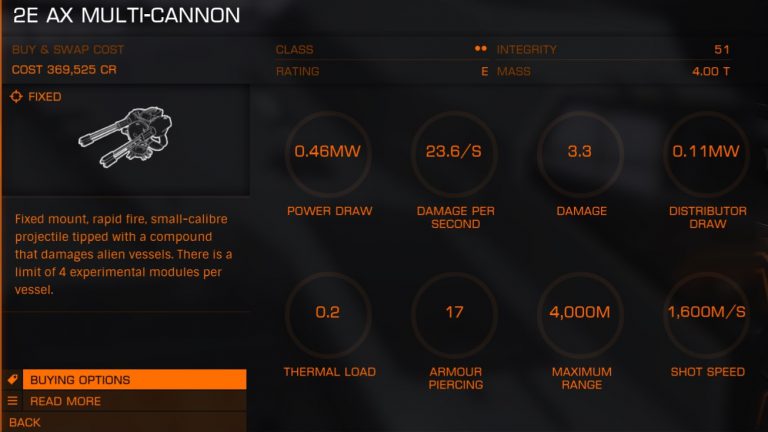 2E AX MULTI-CANNON
BUY & SWAP COST
COST 369,525 CR
CLASS
INTEGRITY 51
RATING E
MASS 4.00 T
FIXED
Fixed mount, rapid fire, small-calibre
projectile tipped with a compound
that damages alien vessels. There is a
limit of 4 experimental modules per
vessel.
0.46MW
POWER DRAW
23.6/S
DAMAGE PER
SECOND
3.3
DAMAGE
0.11MW
DISTRIBUTOR
DRAW
0.2
THERMAL LOAD
17
ARMOUR
PIERCING
4,000M
MAXIMUM
RANGE
1,600M/S
SHOT SPEED
BUYING OPTIONS
READ MORE
BACK